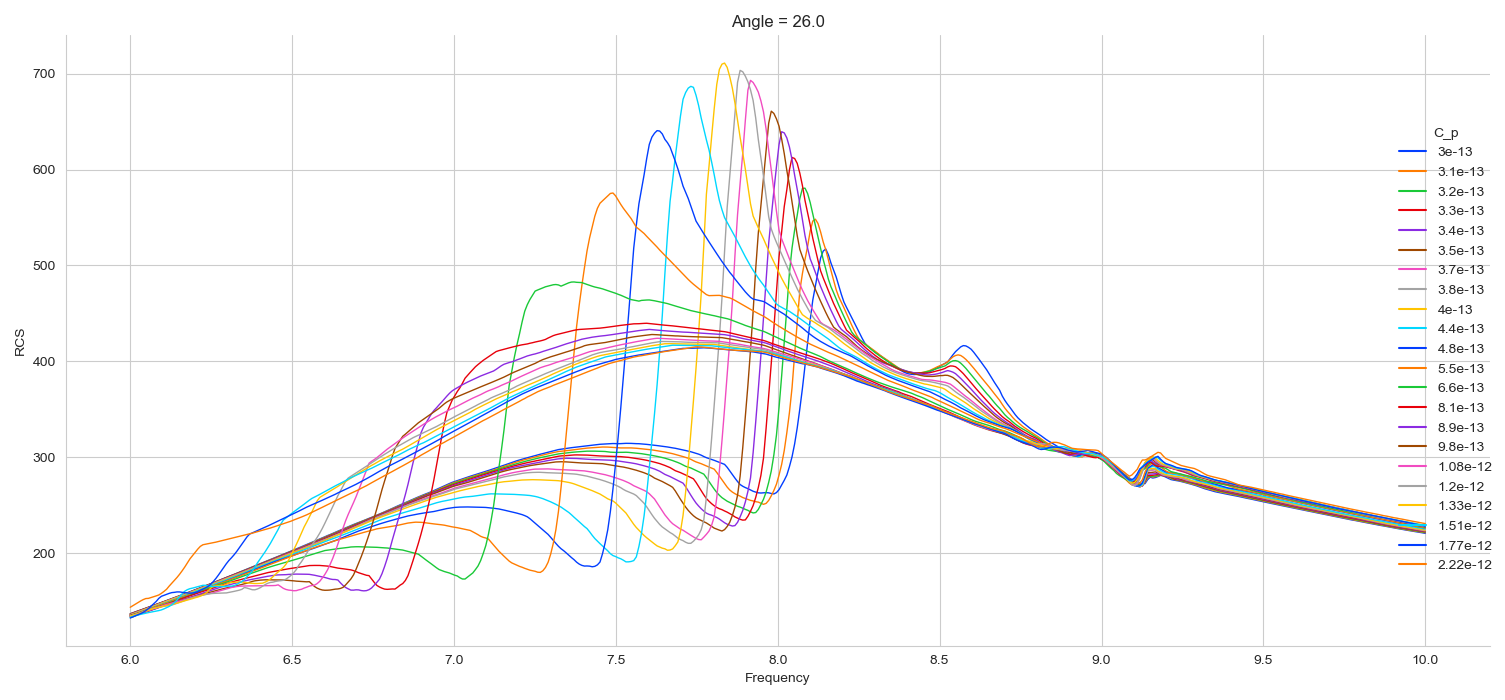 Angle = 26.0
700
600
500
400
300
200
RCS
6.0
6.5
7.0
7.5
8.0
8.5
9.0
9.5
10.0
Frequency
C_p
3e-13
3.1e-13
3.2e-13
3.3e-13
3.4e-13
3.5e-13
3.7e-13
3.8e-13
4e-13
4.4e-13
4.8e-13
5.5e-13
6.6e-13
8.1e-13
8.9e-13
9.8e-13
1.08e-12
1.2e-12
1.33e-12
1.51e-12
1.77e-12
2.22e-12